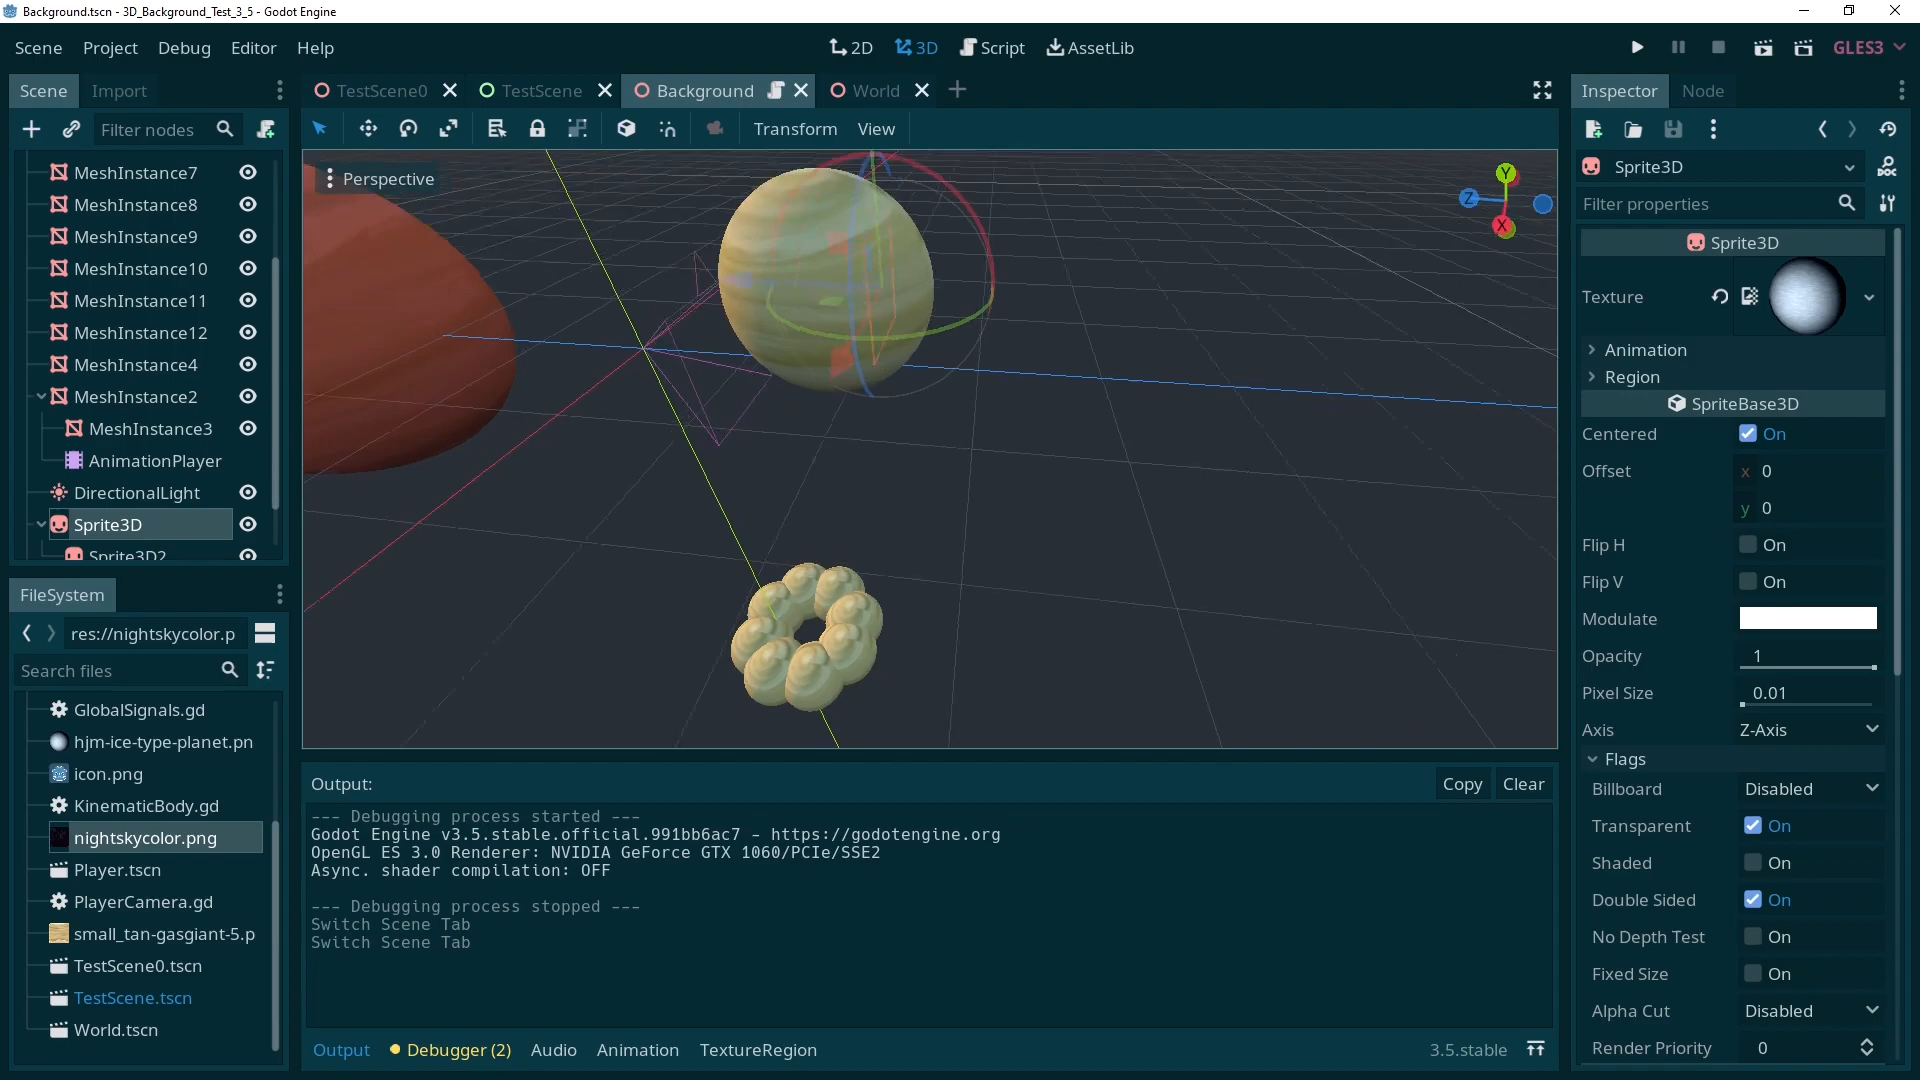 Background.tscn - 3D_Background_Test_3_5 - Godot Engine
Scene Project Debug Editor Help
2D 3D Script AssetLib
GLES3
Scene Import
TestScene0 TestScene Background World
Inspector Node
Filter nodes
Transform View
MeshInstance7
MeshInstance8
MeshInstance9
MeshInstance10
MeshInstance11
MeshInstance12
MeshInstance4
MeshInstance2
MeshInstance3
AnimationPlayer
DirectionalLight
Sprite3D
Sprite3D2
FileSystem
res://nightskycolor.p
Search files
GlobalSignals.gd
hjm-ice-type-planet.pn
icon.png
KinematicBody.gd
nightskycolor.png
Player.tscn
PlayerCamera.gd
small_tan-gasgiant-5.p
TestScene0.tscn
TestScene.tscn
World.tscn
Perspective
Y
Z
X
Output:
Copy Clear
--- Debugging process started ---
Godot Engine v3.5.stable.official.991bb6ac7 - https://godotengine.org
OpenGL ES 3.0 Renderer: NVIDIA GeForce GTX 1060/PCIe/SSE2
Async. shader compilation: OFF
--- Debugging process stopped ---
Switch Scene Tab
Switch Scene Tab
Output Debugger (2) Audio Animation TextureRegion
3.5.stable
Sprite3D
Filter properties
Sprite3D
Texture
Animation
Region
SpriteBase3D
Centered On
Offset x 0
y 0
Flip H On
Flip V On
Modulate
Opacity 1
Pixel Size 0.01
Axis Z-Axis
Flags
Billboard Disabled
Transparent On
Shaded On
Double Sided On
No Depth Test On
Fixed Size On
Alpha Cut Disabled
Render Priority 0